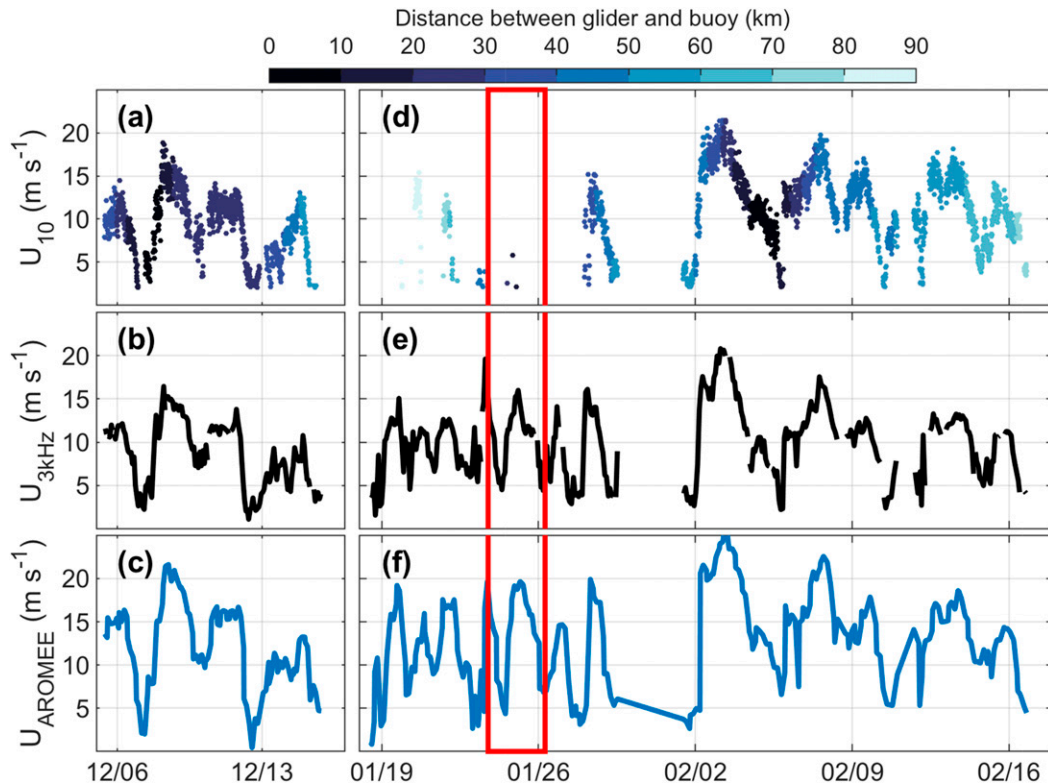 Distance between glider and buoy (km)
0 10 20 30 40 50 60 70 80 90
(a) (d)
20
15
10
5
U10 (m s-1)
(b) (e)
20
15
10
5
U3kHz (m s-1)
(c) (f)
20
15
10
5
UAROMEE (m s-1)
12/06 12/13 01/19 01/26 02/02 02/09 02/16